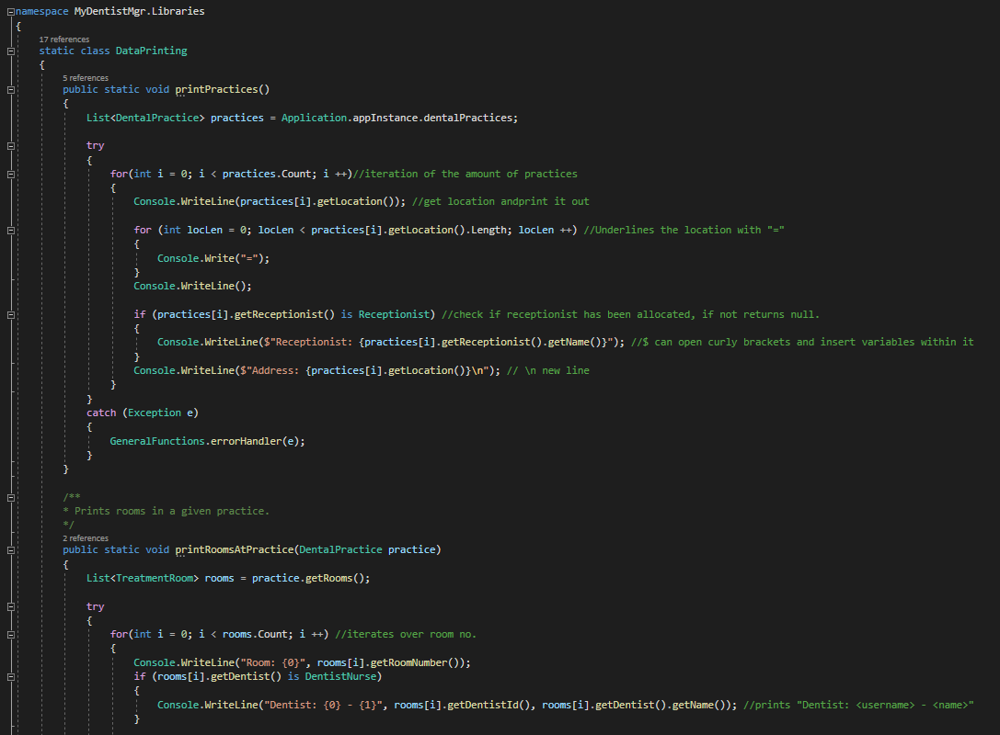 namespace MyDentistMgr.Libraries
{
17 references
static class DataPrinting
{
5 references
public static void printPractices()
{
List<DentalPractice> practices = Application.appInstance.dentalPractices;
try
{
for(int i = 0; i < practices.Count; i ++)//iteration of the amount of practices
{
Console.WriteLine(practices[i].getLocation()); //get location andprint it out
for (int locLen = 0; locLen < practices[i].getLocation().Length; locLen ++) //Underlines the location with "="
{
Console.Write("=");
}
Console.WriteLine();
if (practices[i].getReceptionist() is Receptionist) //check if receptionist has been allocated, if not returns null.
{
Console.WriteLine($"Receptionist: {practices[i].getReceptionist().getName()}"); //$ can open curly brackets and insert variables within it
}
Console.WriteLine($"Address: {practices[i].getLocation()}\n"); // \n new line
}
}
catch (Exception e)
{
GeneralFunctions.errorHandler(e);
}
}
/**
* Prints rooms in a given practice.
*/
2 references
public static void printRoomsAtPractice(DentalPractice practice)
{
List<TreatmentRoom> rooms = practice.getRooms();
try
{
for(int i = 0; i < rooms.Count; i ++) //iterates over room no.
{
Console.WriteLine("Room: {0}", rooms[i].getRoomNumber());
if (rooms[i].getDentist() is DentistNurse)
{
Console.WriteLine("Dentist: {0} - {1}", rooms[i].getDentistId(), rooms[i].getDentist().getName()); //prints "Dentist: <username> - <name>"
}